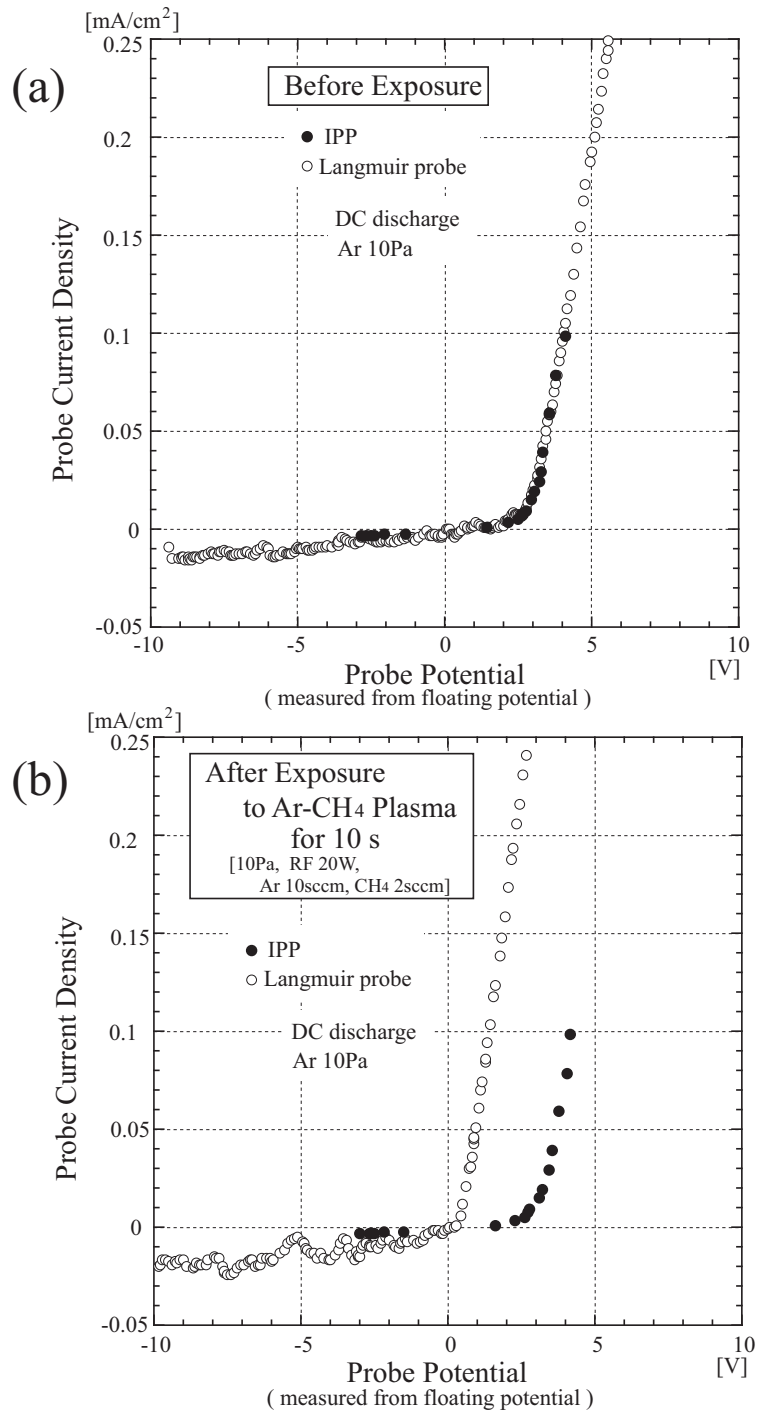 [mA/cm²]
(a)
0.25
0.2
0.15
0.1
0.05
0
-0.05
Before Exposure
IPP
Langmuir probe
DC discharge
Ar 10Pa
Probe Current Density
-10
-5
0
5
10
Probe Potential
[V]
( measured from floating potential )
[mA/cm²]
(b)
0.25
0.2
0.15
0.1
0.05
0
-0.05
After Exposure
to Ar-CH₄ Plasma
for 10 s
[10Pa, RF 20W,
Ar 10sccm, CH₄ 2sccm]
IPP
Langmuir probe
DC discharge
Ar 10Pa
Probe Current Density
-10
-5
0
5
10
Probe Potential
[V]
( measured from floating potential )